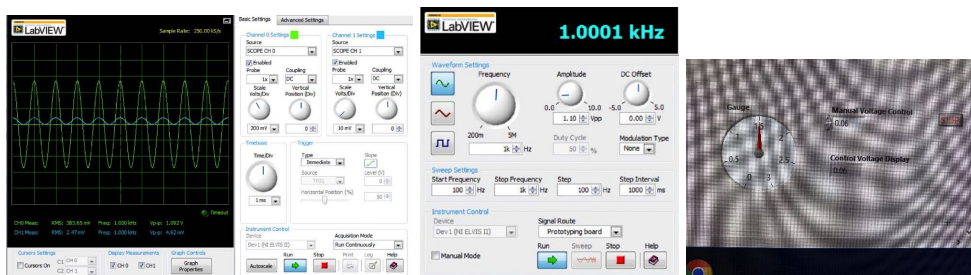 LabVIEW
Sample Rate: 250.00 kS/s
Timeout
CH0 Meas: RMS: 383.65 mV Freq: 1.000 kHz Vp-p: 1.092 V
CH1 Meas: RMS: 2.47 mV Freq: 1.000 kHz Vp-p: 4.62 mV
Cursors Settings
Cursors On
C1 CH 0
C2 CH 1
Display Measurements
CH 0 CH1
Graph Controls
Graph
Properties
Basic Settings Advanced Settings
Channel 0 Settings Channel 1 Settings
Source Source
SCOPE CH 0 SCOPE CH 1
Enabled Enabled
Probe Coupling Probe Coupling
1x DC 1x DC
Scale Vertical Scale Vertical
Volts/Div Position (Div) Volts/Div Position (Div)
200 mV 0 10 mV 0
Timebase Trigger
Time/Div Type Slope
Immediate
Source Level (V)
0
Horizontal Position (%)
50
1 ms
Instrument Control
Device Acquisition Mode
Dev1 (NI ELVIS II) Run Continuously
Run Stop Print Log Help
Autoscale
LabVIEW
1.0001 kHz
Waveform Settings
Frequency Amplitude DC Offset
0.0 10.0 -5.0 5.0
1.10 Vpp 0.00 V
200m 5M
Duty Cycle Modulation Type
1k Hz 50 % None
Sweep Settings
Start Frequency Stop Frequency Step Step Interval
100 Hz 1k Hz 100 Hz 1000 ms
Instrument Control
Device Signal Route
Dev1 (NI ELVIS II) Prototyping board
Manual Mode
Run Sweep Stop Help
Gauge
Manual Voltage Control
0.06
Control Voltage Display
0.06
0.5
2
2.5
0 3